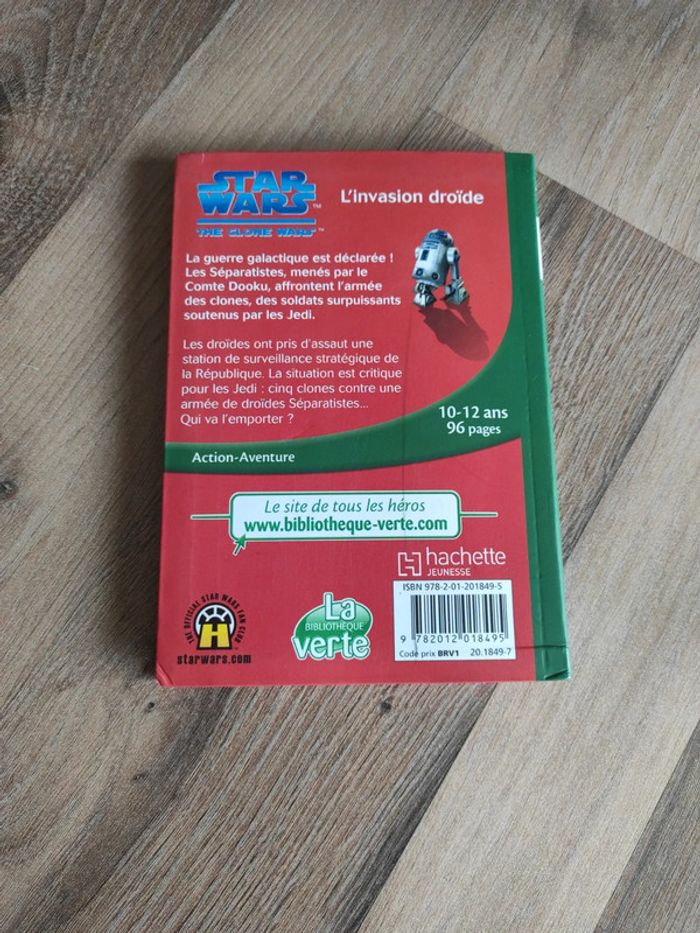 STAR
WARS™
THE CLONE WARS™
L'invasion droïde
La guerre galactique est déclarée !
Les Séparatistes, menés par le
Comte Dooku, affrontent l'armée
des clones, des soldats surpuissants
soutenus par les Jedi.
Les droïdes ont pris d'assaut une
station de surveillance stratégique de
la République. La situation est critique
pour les Jedi : cinq clones contre une
armée de droïdes Séparatistes...
Qui va l'emporter ?
10-12 ans
96 pages
Action-Aventure
Le site de tous les héros
www.bibliotheque-verte.com
hachette
JEUNESSE
ISBN 978-2-01-201849-5
9 782012 018495
Code prix BRV1 20.1849-7
THE OFFICIAL STAR WARS FAN CLUB
H
starwars.com
La
BIBLIOTHÈQUE
verte